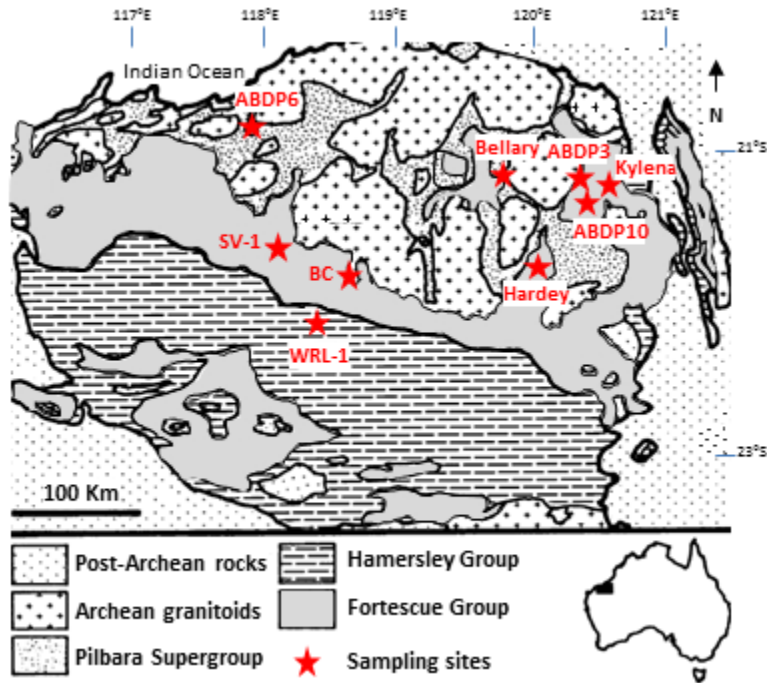 117°E 118°E 119°E 120°E 121°E
Indian Ocean
ABDP6
N
21°S
Bellary ABDP3
Kylena
ABDP10
SV-1
BC
Hardey
WRL-1
23°S
100 Km
Post-Archean rocks
Hamersley Group
Archean granitoids
Fortescue Group
Pilbara Supergroup
Sampling sites